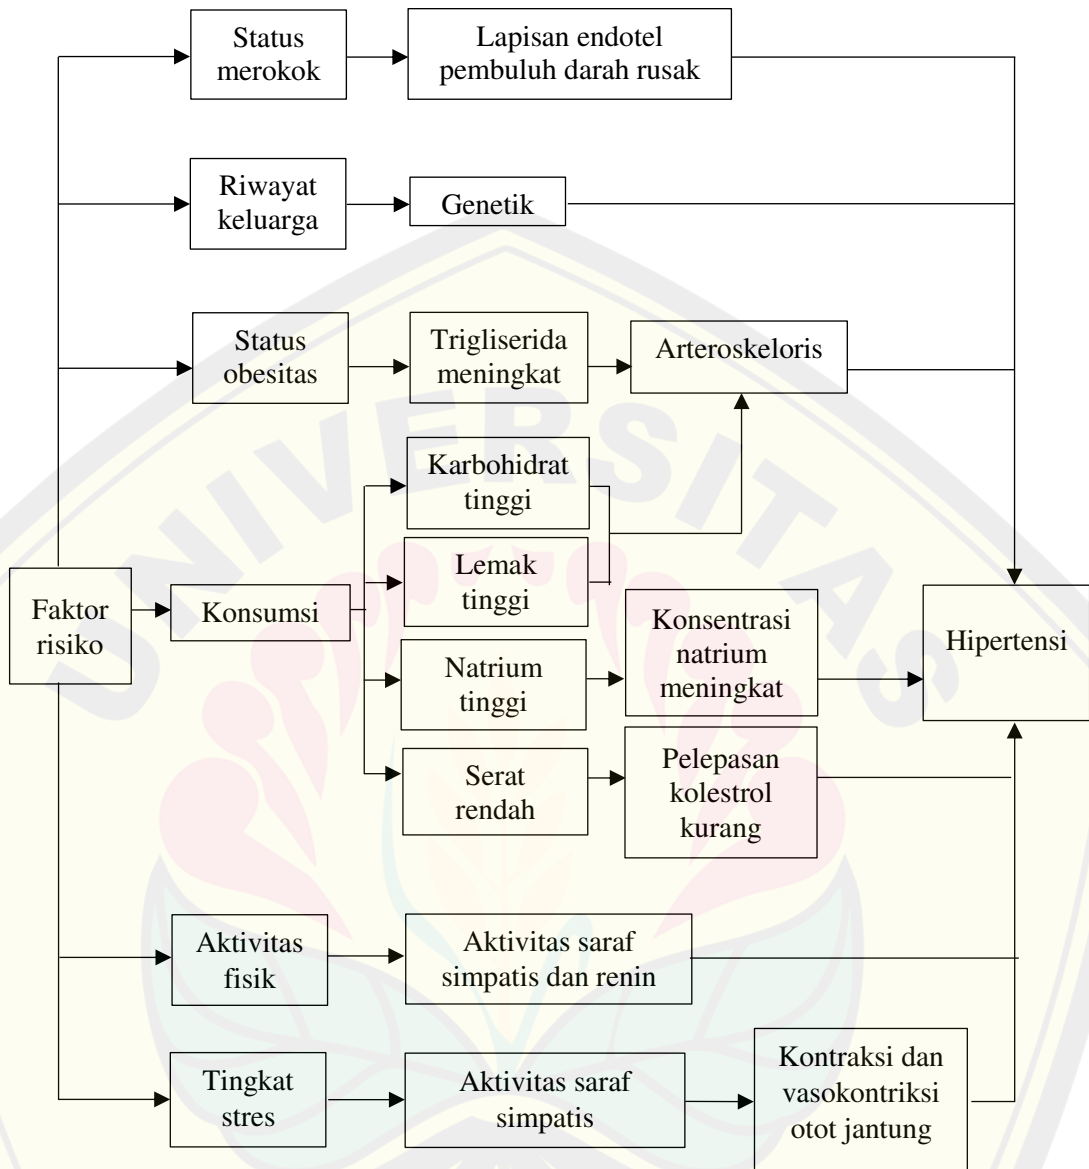 Status
merokok
Lapisan endotel
pembuluh darah rusak
Riwayat
keluarga
Genetik
Status
obesitas
Trigliserida
meningkat
Arteroskeloris
Karbohidrat
tinggi
Lemak
tinggi
Faktor
risiko
Konsumsi
Natrium
tinggi
Konsentrasi
natrium
meningkat
Hipertensi
Serat
rendah
Pelepasan
kolestrol
kurang
Aktivitas
fisik
Aktivitas saraf
simpatis dan renin
Tingkat
stres
Aktivitas saraf
simpatis
Kontraksi dan
vasokontriksi
otot jantung
UNIVERSITAS